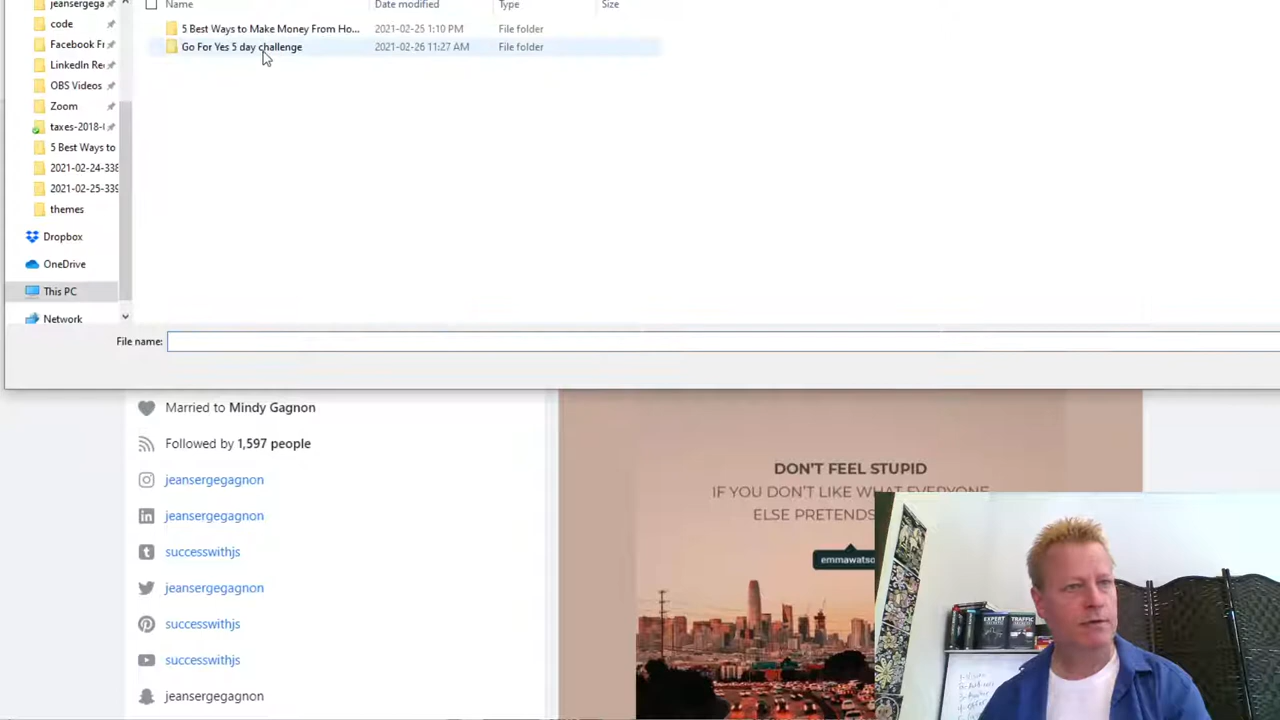 jeansergega
Name Date modified Type Size
code
5 Best Ways to Make Money From Ho... 2021-02-25 1:10 PM File folder
Facebook Fr
Go For Yes 5 day challenge 2021-02-26 11:27 AM File folder
LinkedIn Re
OBS Videos
Zoom
taxes-2018-
5 Best Ways to
2021-02-24-338
2021-02-25-339
themes
Dropbox
OneDrive
This PC
Network
File name:
Married to Mindy Gagnon
Followed by 1,597 people
jeansergegagnon
jeansergegagnon
successwithjs
jeansergegagnon
successwithjs
successwithjs
jeansergegagnon
DON'T FEEL STUPID
IF YOU DON'T LIKE WHAT EVERYONE
ELSE PRETENDS
emmawatso
EXPERT SECRETS
TRAFFIC SECRETS